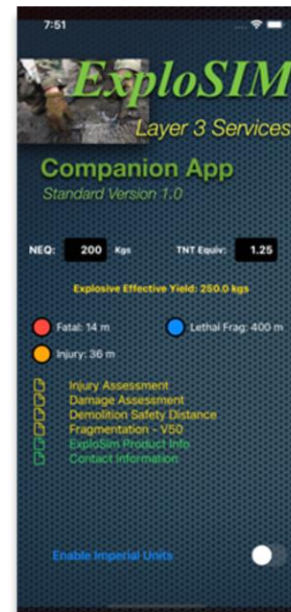 7:51
ExploSIM
Layer 3 Services
Companion App
Standard Version 1.0
NEQ: 200 Kgs TNT Equiv: 1.25
Explosive Effective Yield: 250.0 kgs
Fatal: 14 m Lethal Frag: 400 m
Injury: 36 m
Injury Assessment
Damage Assessment
Demolition Safety Distance
Fragmentation - V50
ExploSim Product Info
Contact Information
Enable Imperial Units